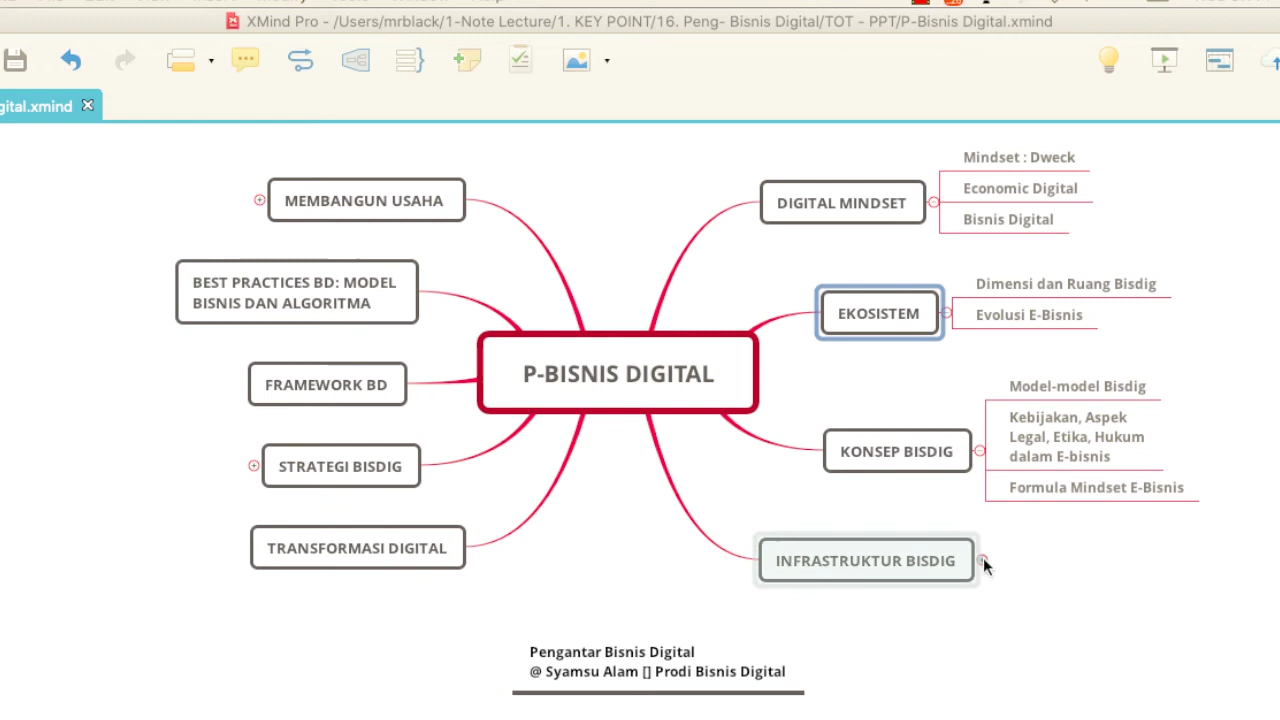 XMind Pro - /Users/mrblack/1-Note Lecture/1. KEY POINT/16. Peng- Bisnis Digital/TOT - PPT/P-Bisnis Digital.xmind
gital.xmind
MEMBANGUN USAHA
BEST PRACTICES BD: MODEL
BISNIS DAN ALGORITMA
FRAMEWORK BD
STRATEGI BISDIG
TRANSFORMASI DIGITAL
P-BISNIS DIGITAL
DIGITAL MINDSET
Mindset : Dweck
Economic Digital
Bisnis Digital
EKOSISTEM
Dimensi dan Ruang Bisdig
Evolusi E-Bisnis
KONSEP BISDIG
Model-model Bisdig
Kebijakan, Aspek
Legal, Etika, Hukum
dalam E-bisnis
Formula Mindset E-Bisnis
INFRASTRUKTUR BISDIG
Pengantar Bisnis Digital
@ Syamsu Alam [] Prodi Bisnis Digital